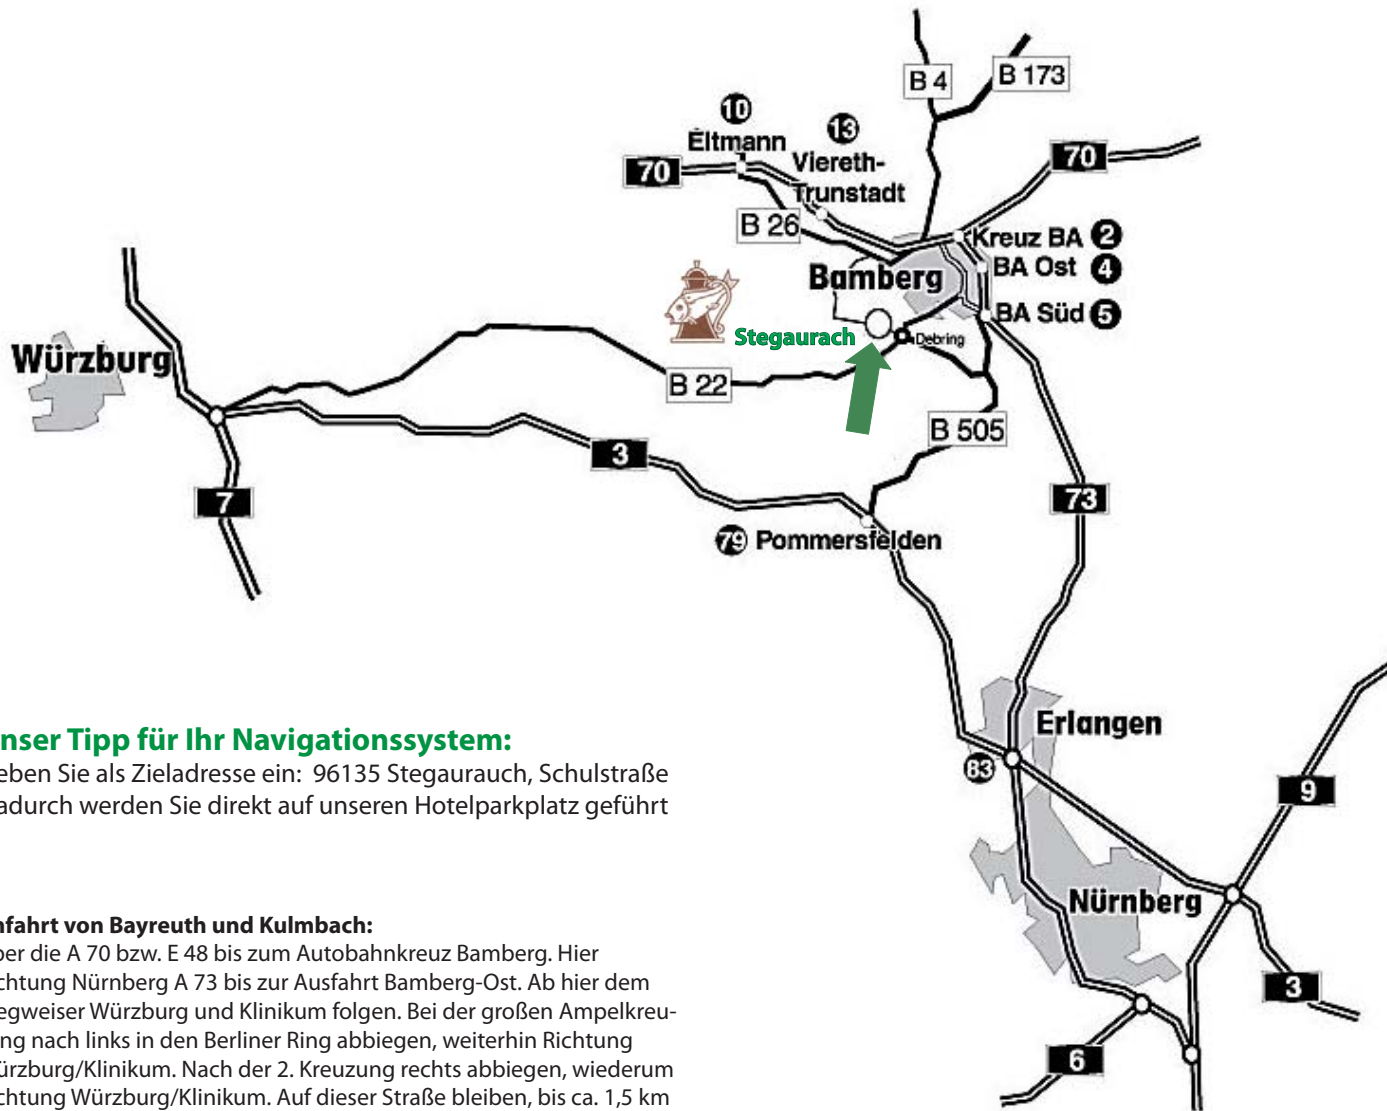 B 4
B 173
10
Eltmann
13
Viereth-
Trunstadt
70
70
B 26
Kreuz BA 2
BA Ost 4
BA Süd 5
Bamberg
Stegaurach
Debring
Würzburg
B 22
B 505
3
7
73
79 Pommersfelden
Erlangen
83
9
Nürnberg
3
6
nser Tipp für Ihr Navigationssystem:
eben Sie als Zieladresse ein: 96135 Stegaurauch, Schulstraße
adurch werden Sie direkt auf unseren Hotelparkplatz geführt
nfahrt von Bayreuth und Kulmbach:
ber die A 70 bzw. E 48 bis zum Autobahnkreuz Bamberg. Hier
chtung Nürnberg A 73 bis zur Ausfahrt Bamberg-Ost. Ab hier dem
egweiser Würzburg und Klinikum folgen. Bei der großen Ampelkreu-
ng nach links in den Berliner Ring abbiegen, weiterhin Richtung
ürzburg/Klinikum. Nach der 2. Kreuzung rechts abbiegen, wiederum
chtung Würzburg/Klinikum. Auf dieser Straße bleiben, bis ca. 1,5 km